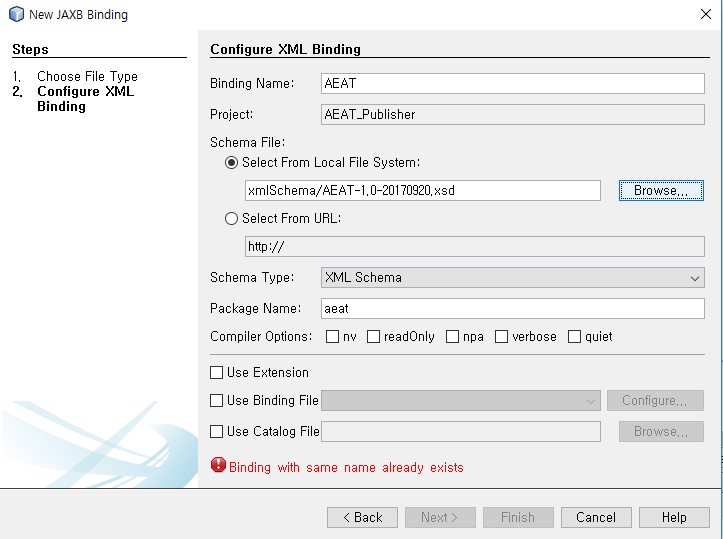 New JAXB Binding
Steps
1. Choose File Type
2. Configure XML
Binding
Configure XML Binding
Binding Name: AEAT
Project: AEAT_Publisher
Schema File:
Select From Local File System:
xmlSchema/AEAT-1.0-20170920.xsd Browse...
Select From URL:
http://
Schema Type: XML Schema
Package Name: aeat
Compiler Options: nv readOnly npa verbose quiet
Use Extension
Use Binding File Configure...
Use Catalog File Browse...
Binding with same name already exists
< Back Next > Finish Cancel Help